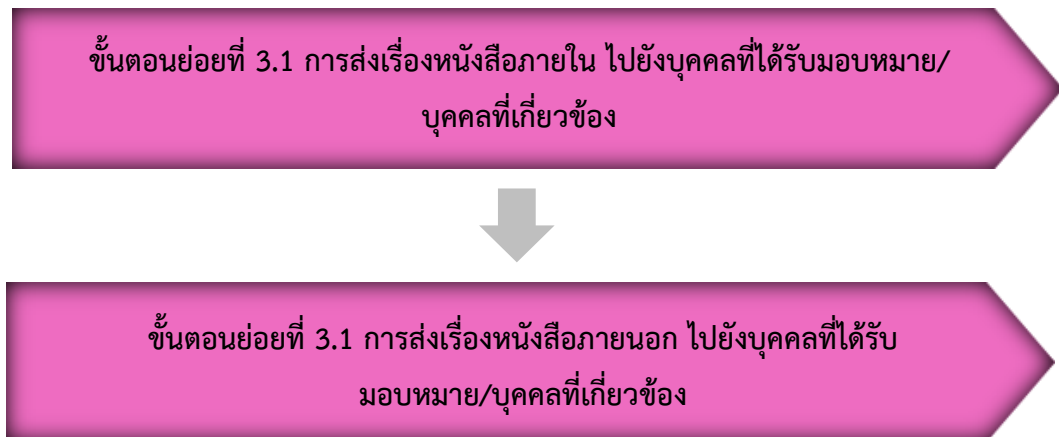 ขั้นตอนย่อยที่ 3.1 การส่งเรื่องหนังสือภายใน ไปยังบุคคลที่ได้รับมอบหมาย/
บุคคลที่เกี่ยวข้อง
ขั้นตอนย่อยที่ 3.1 การส่งเรื่องหนังสือภายนอก ไปยังบุคคลที่ได้รับ
มอบหมาย/บุคคลที่เกี่ยวข้อง